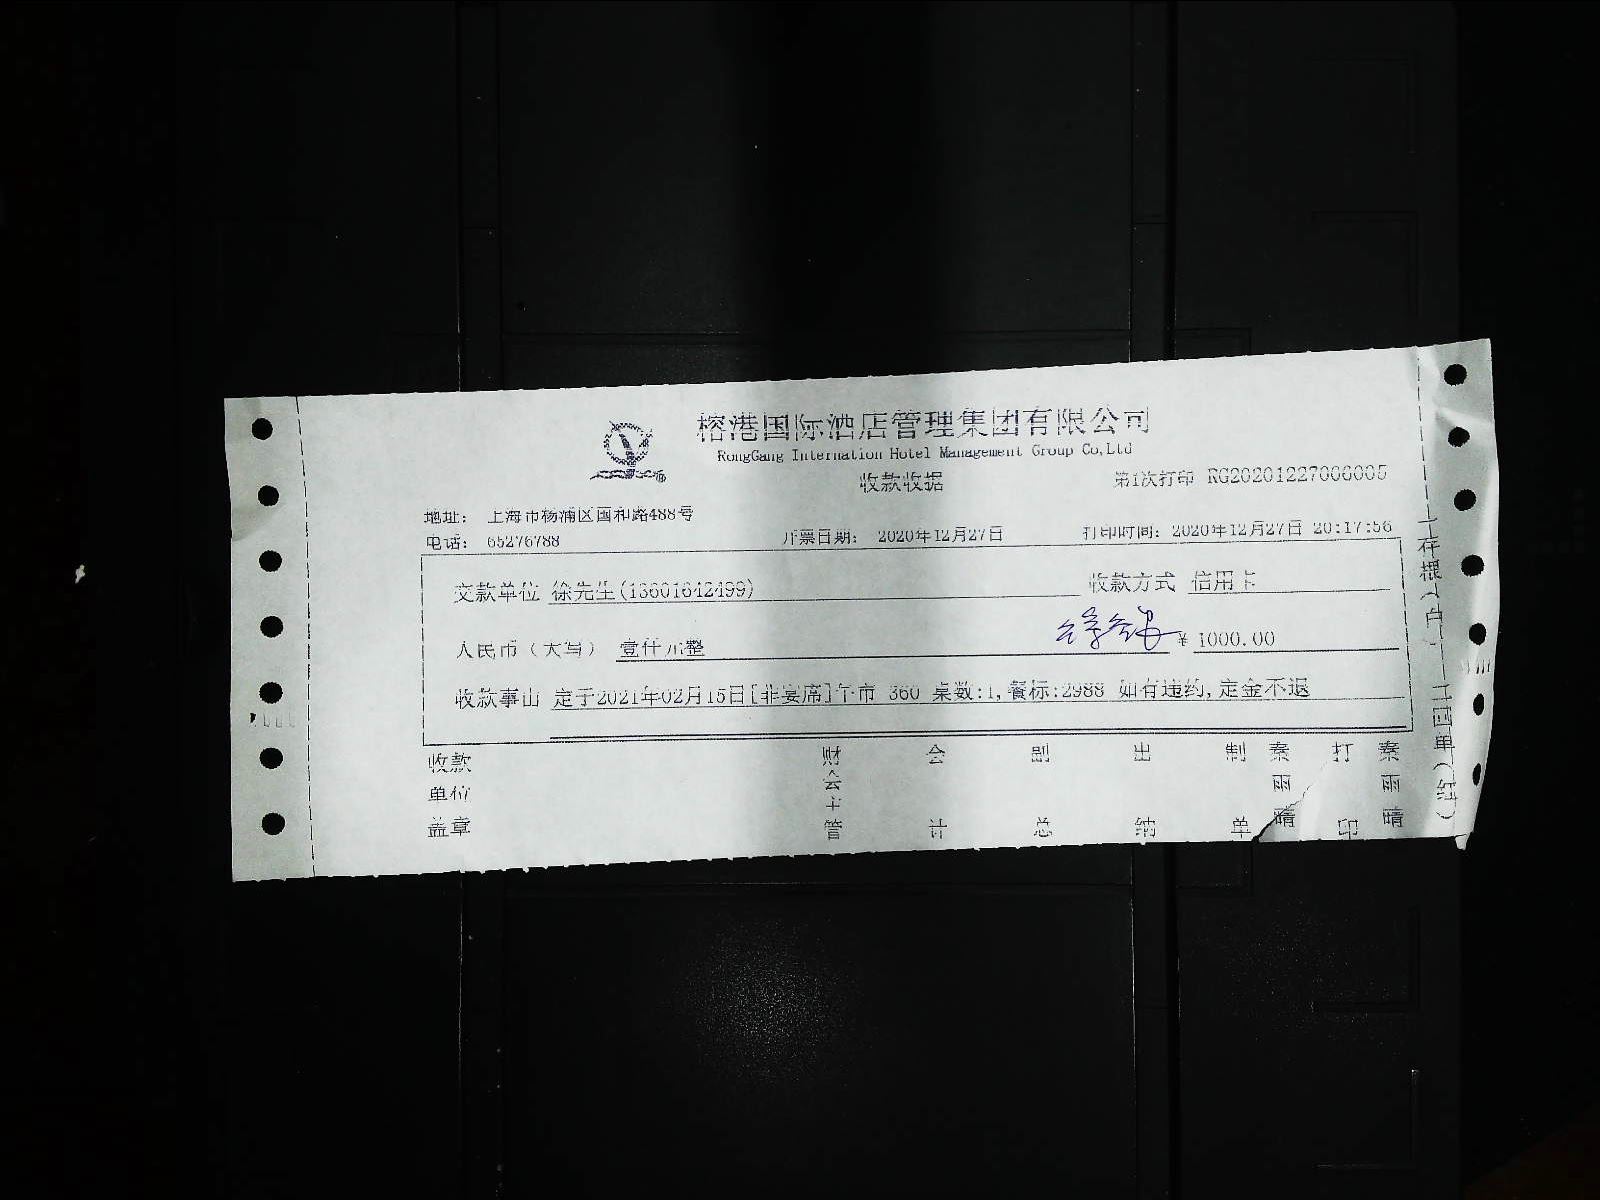 榕港国际酒店管理集团有限公司
RongGang Internation Hotel Management Group Co,Ltd
收款收据
第1次打印 RG20201227000005
地址： 上海市杨浦区国和路488号
电话： 65276788
开票日期： 2020年12月27日
打印时间：2020年12月27日 20:17:56
交款单位 徐先生(13601642499)
收款方式 信用卡
人民币（大写） 壹仟元整
¥ 1000.00
收款事由 定于2021年02月15日[非宴席]午市 360 桌数:1,餐标:2988 如有违约,定金不退
收款单位盖章
财会主管
会计
副总
出纳
制单
秦雨晴
打印
秦雨晴
一(存根)白
二(国单)(红)